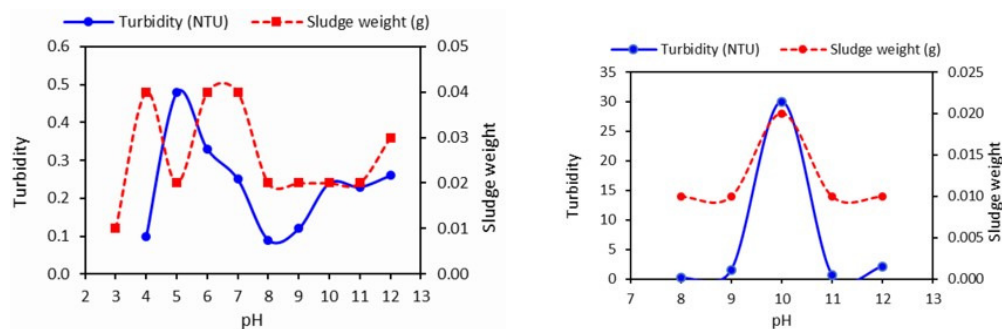 Turbidity (NTU) Sludge weight (g)
0.6 0.05
0.5 0.04
0.4 0.03
0.3 0.02
0.2 0.01
0.1 0.00
0.0
Turbidity
Sludge weight
2 3 4 5 6 7 8 9 10 11 12 13
pH
Turbidity (NTU) Sludge weight (g)
35 0.025
30 0.020
25 0.015
20 0.010
15 0.005
10 0.000
5
0
Turbidity
Sludge weight
7 8 9 10 11 12 13
pH